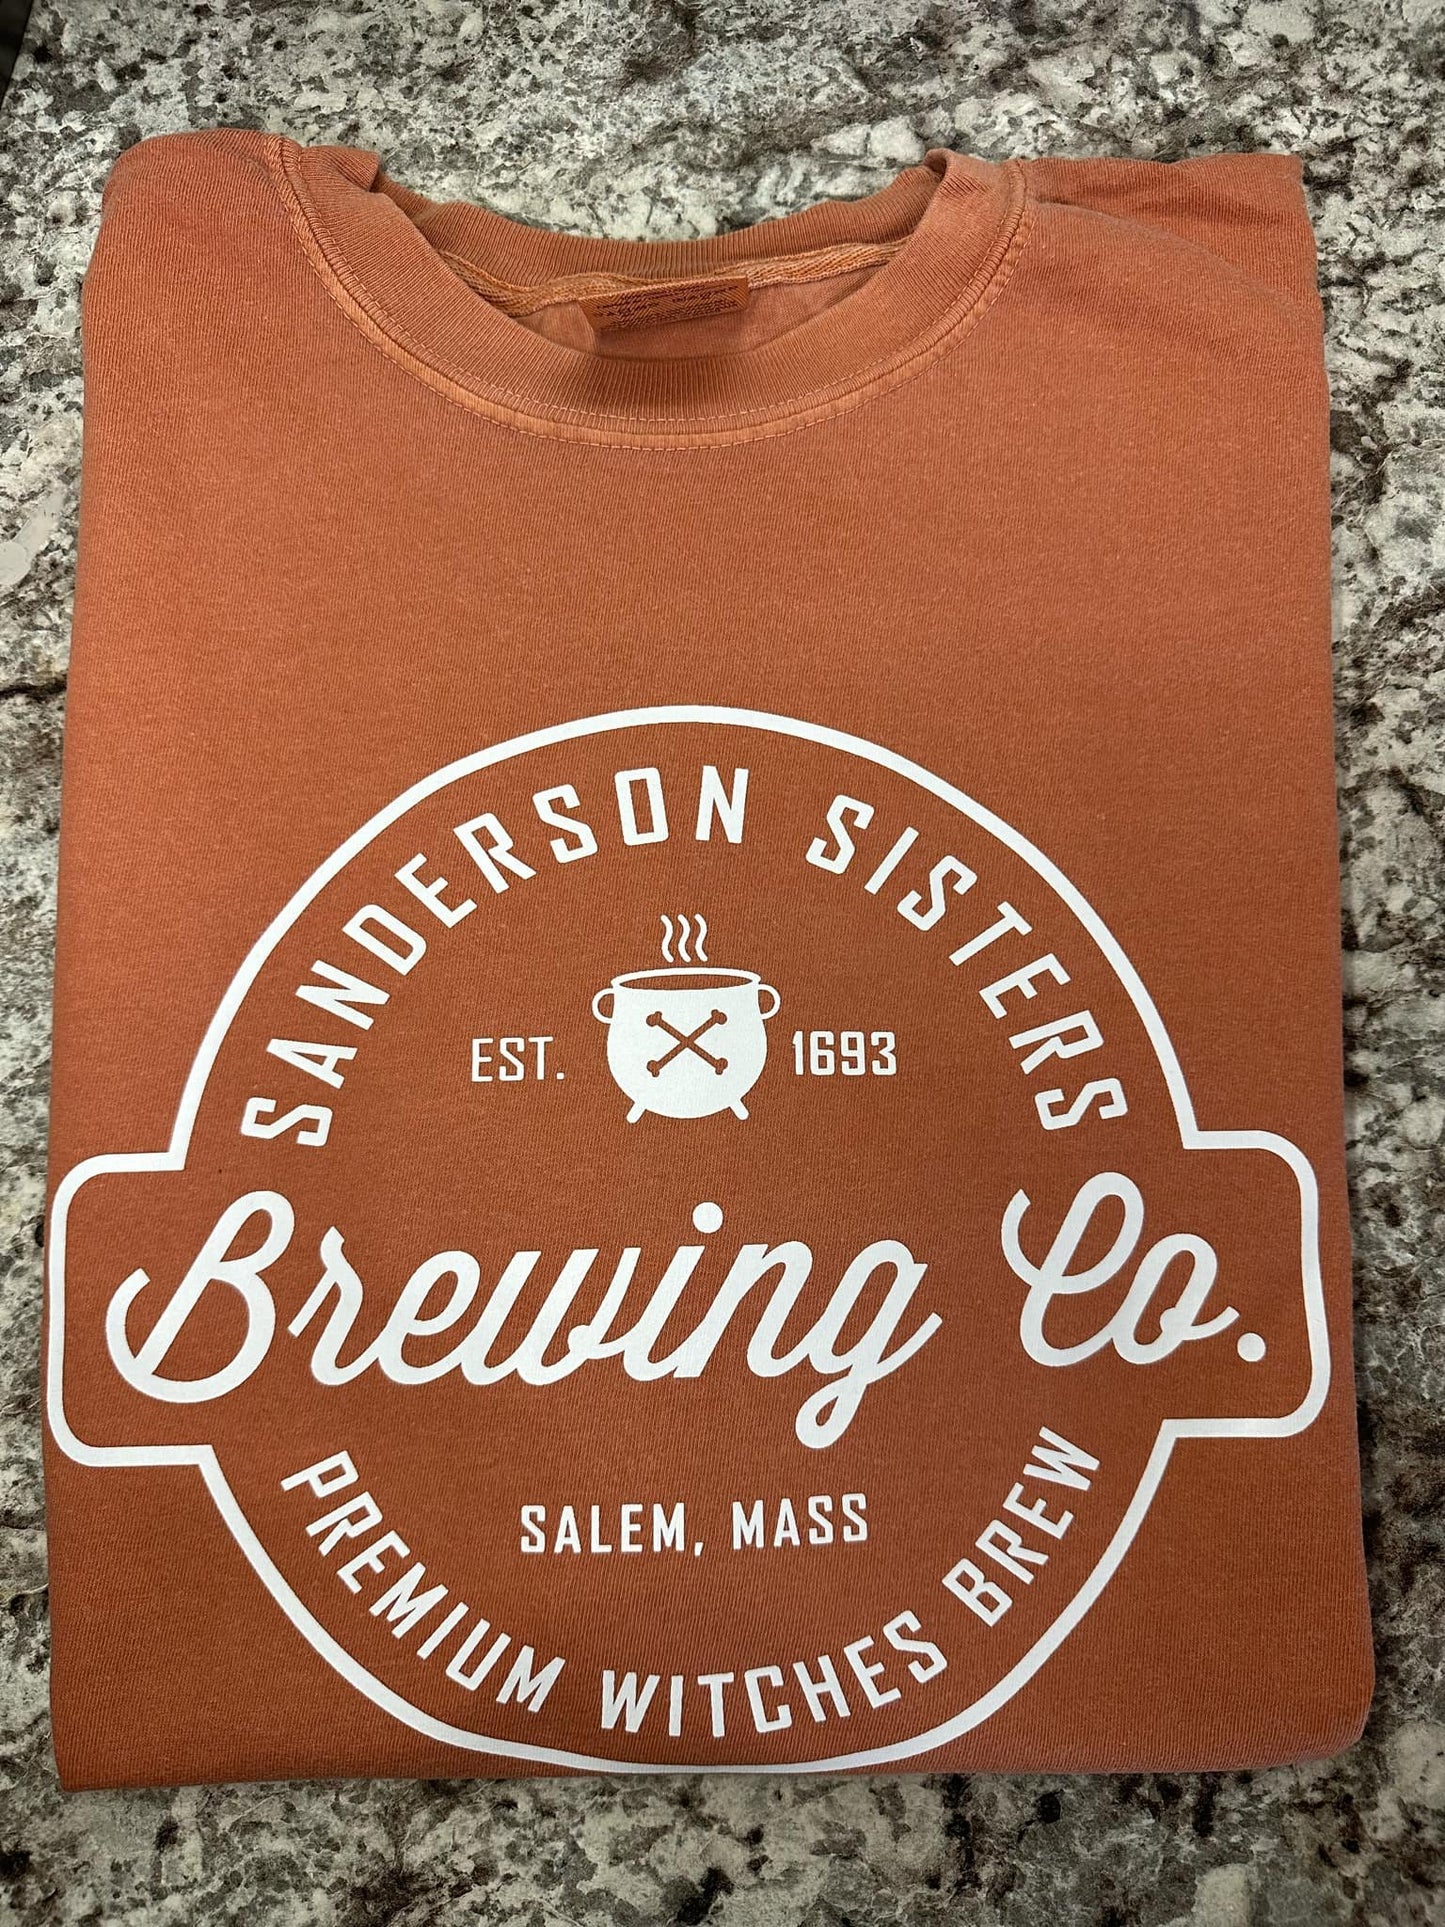 SANDERSON SISTERS
EST. 1693
Brewing Co.
SALEM, MASS
PREMIUM WITCHES BREW